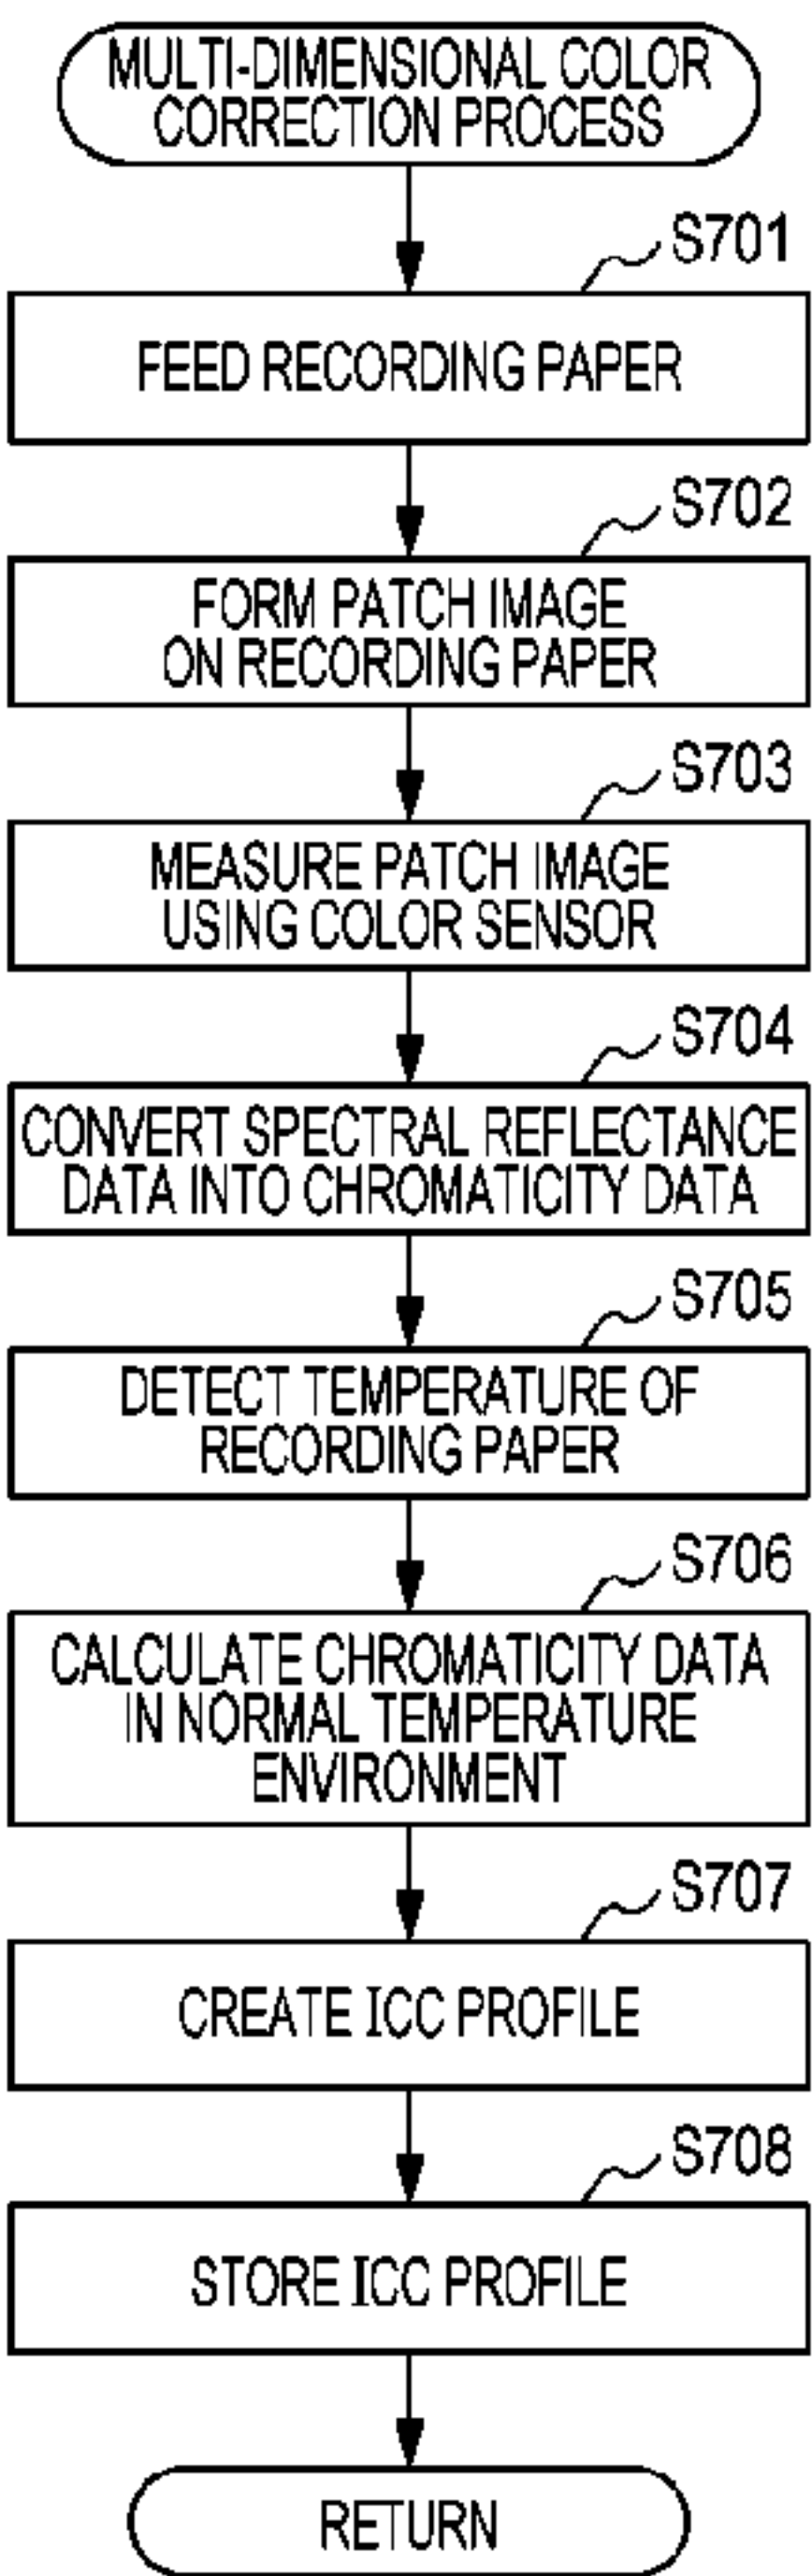 MULTI-DIMENSIONAL COLOR
CORRECTION PROCESS
S701
FEED RECORDING PAPER
S702
FORM PATCH IMAGE
ON RECORDING PAPER
S703
MEASURE PATCH IMAGE
USING COLOR SENSOR
S704
CONVERT SPECTRAL REFLECTANCE
DATA INTO CHROMATICITY DATA
S705
DETECT TEMPERATURE OF
RECORDING PAPER
S706
CALCULATE CHROMATICITY DATA
IN NORMAL TEMPERATURE
ENVIRONMENT
S707
CREATE ICC PROFILE
S708
STORE ICC PROFILE
RETURN